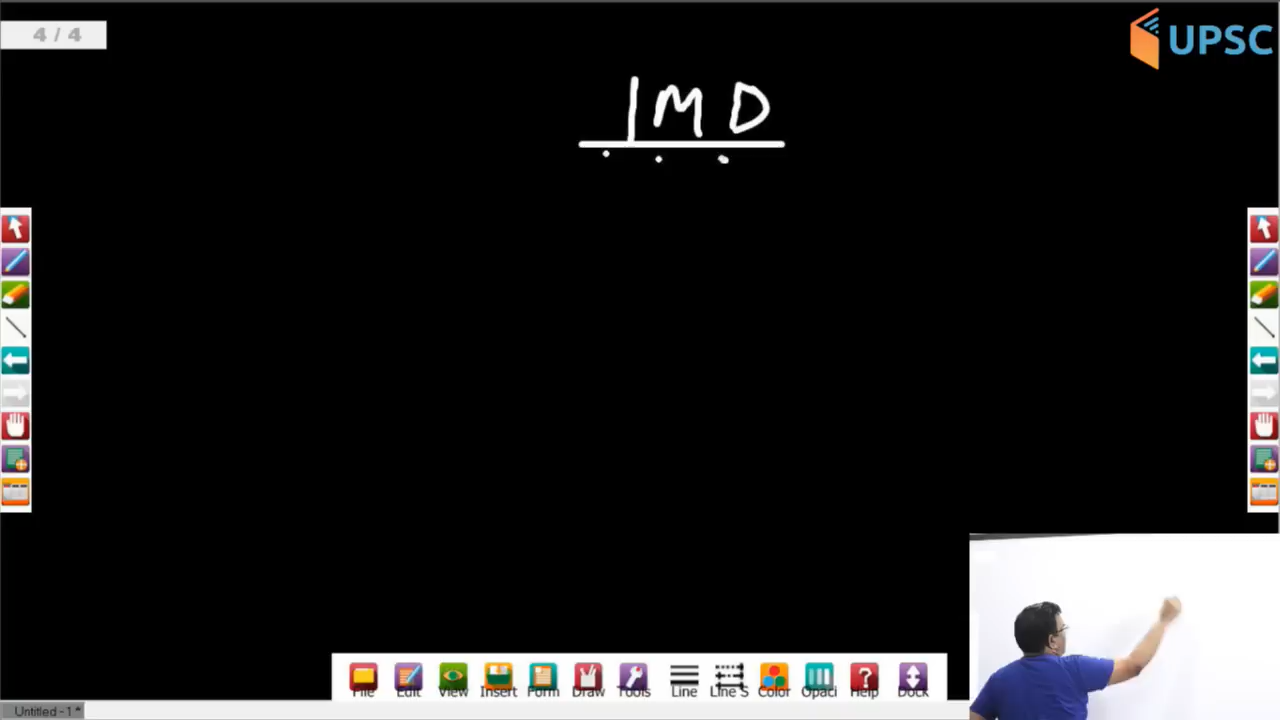 4 / 4
UPSC
IMD
File Edit View Insert Form Draw Tools Line Line S Color Opaci Help Dock
Untitled - 1 *